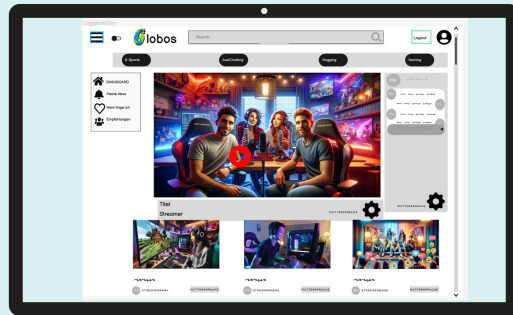 LoggedInDay
Globos
Search
Logout
E-Sports
JustChatting
Vlogging
Gaming
DASHBOARD
Meine Abos
Wem folge ich
Empfehlungen
Titel
Streamer
MUTTERSPRACHE
MUTTERSPRACHE
STREAMERNAME
MUTTERSPRACHE
STREAMERNAME
MUTTERSPRACHE
STREAMERNAME
MUTTERSPRACHE